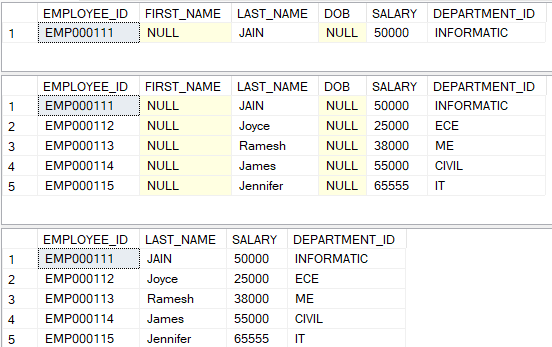 EMPLOYEE_ID FIRST_NAME LAST_NAME DOB SALARY DEPARTMENT_ID
1 EMP000111 NULL JAIN NULL 50000 INFORMATIC
EMPLOYEE_ID FIRST_NAME LAST_NAME DOB SALARY DEPARTMENT_ID
1 EMP000111 NULL JAIN NULL 50000 INFORMATIC
2 EMP000112 NULL Joyce NULL 25000 ECE
3 EMP000113 NULL Ramesh NULL 38000 ME
4 EMP000114 NULL James NULL 55000 CIVIL
5 EMP000115 NULL Jennifer NULL 65555 IT
EMPLOYEE_ID LAST_NAME SALARY DEPARTMENT_ID
1 EMP000111 JAIN 50000 INFORMATIC
2 EMP000112 Joyce 25000 ECE
3 EMP000113 Ramesh 38000 ME
4 EMP000114 James 55000 CIVIL
5 EMP000115 Jennifer 65555 IT